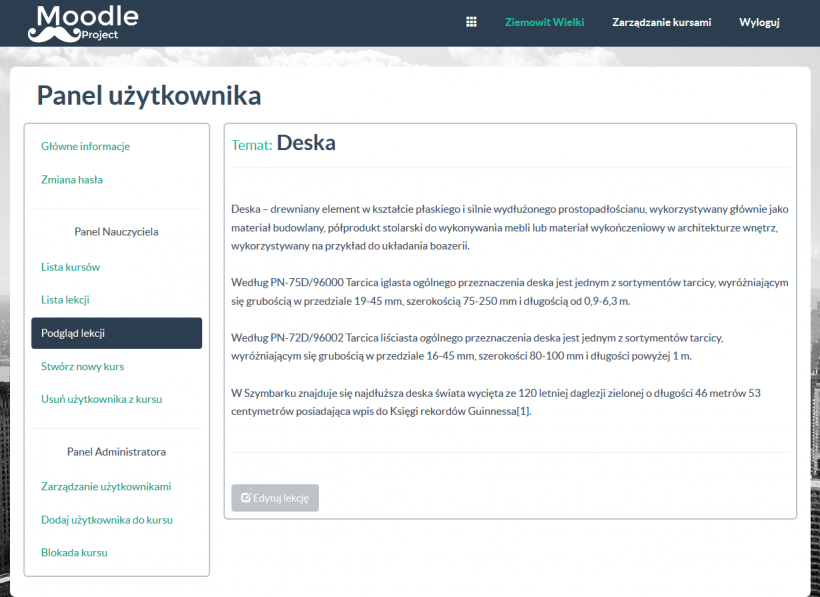 Moodle
Project
Ziemowit Wielki
Zarządzanie kursami
Wyloguj
Panel użytkownika
Główne informacje
Zmiana hasła
Panel Nauczyciela
Lista kursów
Lista lekcji
Podgląd lekcji
Stwórz nowy kurs
Usuń użytkownika z kursu
Panel Administratora
Zarządzanie użytkownikami
Dodaj użytkownika do kursu
Blokada kursu
Temat: Deska
Deska – drewniany element w kształcie płaskiego i silnie wydłużonego prostopadłościanu, wykorzystywany głównie jako
materiał budowlany, półprodukt stolarski do wykonywania mebli lub materiał wykończeniowy w architekturze wnętrz,
wykorzystywany na przykład do układania boazerii.
Według PN-75D/96000 Tarcica iglasta ogólnego przeznaczenia deska jest jednym z sortymentów tarcicy, wyróżniającym
się grubością w przedziale 19-45 mm, szerokością 75-250 mm i długością od 0,9-6,3 m.
Według PN-72D/96002 Tarcica liściasta ogólnego przeznaczenia deska jest jednym z sortymentów tarcicy,
wyróżniającym się grubością w przedziale 16-45 mm, szerokości 80-100 mm i długości powyżej 1 m.
W Szymbarku znajduje się najdłuższa deska świata wycięta ze 120 letniej daglezji zielonej o długości 46 metrów 53
centymetrów posiadająca wpis do Księgi rekordów Guinnessa[1].
Edytuj lekcję